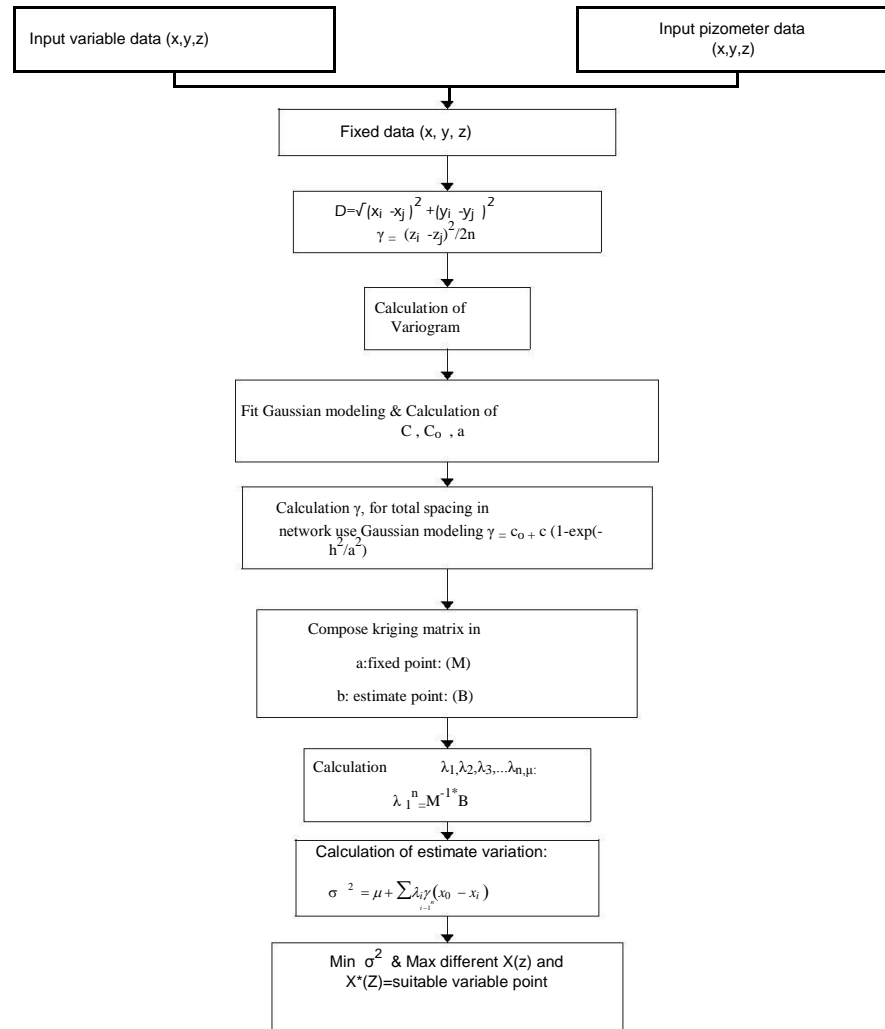 Input variable data (x,y,z)
Input pizometer data
(x,y,z)
Fixed data (x, y, z)
D=√(xi -xj )2 +(yi -yj )2
γ = (zi -zj)2/2n
Calculation of
Variogram
Fit Gaussian modeling & Calculation of
C , Co , a
Calculation γ, for total spacing in
network use Gaussian modeling γ = co + c (1-exp(-
h2/a2)
Compose kriging matrix in
a:fixed point: (M)
b: estimate point: (B)
Calculation λ1,λ2,λ3,...λn,μ:
λ 1n=M-1*B
Calculation of estimate variation:
σ 2 = μ + ∑λiγ(x0 − xi)
i−1n
Min σ2 & Max different X(z) and
X*(Z)=suitable variable point